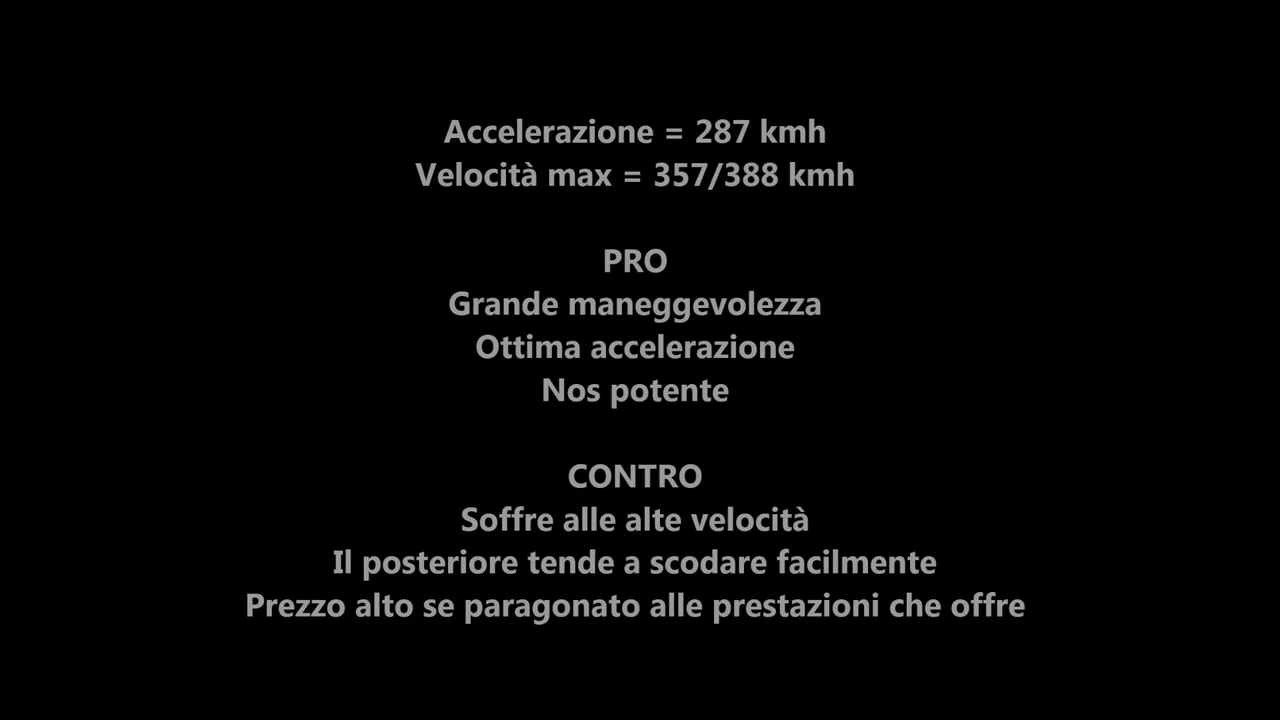 Accelerazione = 287 kmh
Velocità max = 357/388 kmh
PRO
Grande maneggevolezza
Ottima accelerazione
Nos potente
CONTRO
Soffre alle alte velocità
Il posteriore tende a scodare facilmente
Prezzo alto se paragonato alle prestazioni che offre